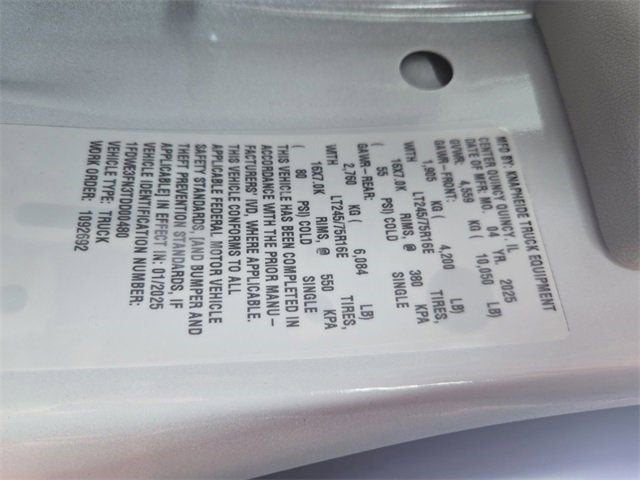 MFG BY: KNAPHEIDE TRUCK EQUIPMENT
CENTER QUINCY QUINCY, IL
DATE OF MFR: MO. 04 YR. 2025
GVWR: 4,559 KG ( 10,050 LB)
GAWR-FRONT:
1,905 KG ( 4,200 LB)
WITH LT245/75R16E TIRES,
16X7.0K RIMS, @ 380 KPA
( 55 PSI) COLD SINGLE
GAWR-REAR:
2,760 KG ( 6,084 LB)
WITH LT245/75R16E TIRES,
16X7.0K RIMS, @ 550 KPA
( 80 PSI) COLD SINGLE
THIS VEHICLE HAS BEEN COMPLETED IN
ACCORDANCE WITH THE PRIOR MANU-
FACTURERS' IVD, WHERE APPLICABLE.
THIS VEHICLE CONFORMS TO ALL
APPLICABLE FEDERAL MOTOR VEHICLE
SAFETY STANDARDS, [AND BUMPER AND
THEFT PREVENTION STANDARDS, IF
APPLICABLE] IN EFFECT IN: 01/2025
VEHICLE IDENTIFICATION NUMBER:
VEHICLE TYPE: TRUCK
WORK ORDER: 1092692